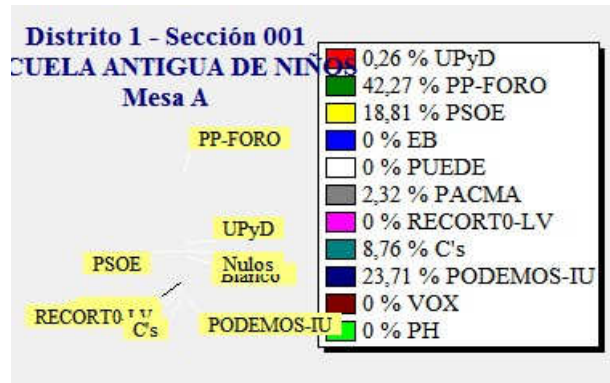 Distrito 1 - Sección 001
CUELA ANTIGUA DE NIÑOS
Mesa A
0,26 % UPyD
42,27 % PP-FORO
18,81 % PSOE
0 % EB
0 % PUEDE
2,32 % PACMA
0 % RECORT0-LV
8,76 % C's
23,71 % PODEMOS-IU
0 % VOX
0 % PH
PP-FORO
UPyD
PSOE
Nulos
Blanco
RECORT0-LV
C's
PODEMOS-IU